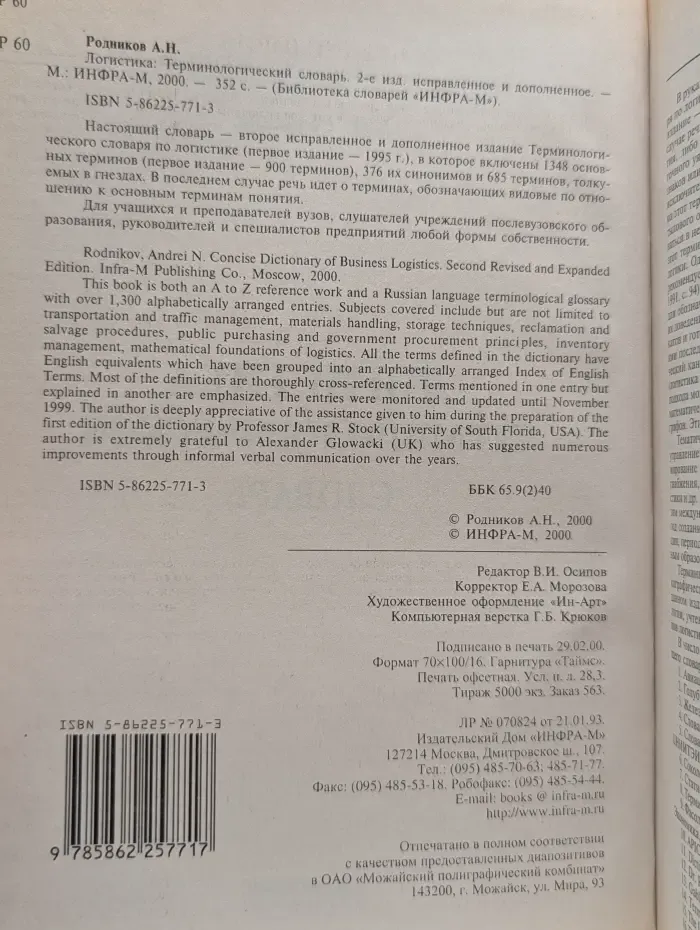 Р 60
Р 60
Родников А.Н.
Логистика: Терминологический словарь. 2-е изд. исправленное и дополненное. —
М.: ИНФРА-М, 2000. — 352 с. — (Библиотека словарей «ИНФРА-М»).
ISBN 5-86225-771-3
Настоящий словарь — второе исправленное и дополненное издание Терминологи-
ческого словаря по логистике (первое издание — 1995 г.), в которое включены 1348 основ-
ных терминов (первое издание — 900 терминов), 376 их синонимов и 685 терминов, толку-
емых в гнездах. В последнем случае речь идет о терминах, обозначающих видовые по отно-
шению к основным терминам понятия.
Для учащихся и преподавателей вузов, слушателей учреждений послевузовского об-
разования, руководителей и специалистов предприятий любой формы собственности.
Rodnikov, Andrei N. Concise Dictionary of Business Logistics. Second Revised and Expanded
Edition. Infra-M Publishing Co., Moscow, 2000.
This book is both an A to Z reference work and a Russian language terminological glossary
with over 1,300 alphabetically arranged entries. Subjects covered include but are not limited to
transportation and traffic management, materials handling, storage techniques, reclamation and
salvage procedures, public purchasing and government procurement principles, inventory
management, mathematical foundations of logistics. All the terms defined in the dictionary have
English equivalents which have been grouped into an alphabetically arranged Index of English
Terms. Most of the definitions are thoroughly cross-referenced. Terms mentioned in one entry but
explained in another are emphasized. The entries were monitored and updated until November
1999. The author is deeply appreciative of the assistance given to him during the preparation of the
first edition of the dictionary by Professor James R. Stock (University of South Florida, USA). The
author is extremely grateful to Alexander Glowacki (UK) who has suggested numerous
improvements through informal verbal communication over the years.
ISBN 5-86225-771-3
ББК 65.9(2)40
© Родников А.Н., 2000
© ИНФРА-М, 2000.
Редактор В.И. Осипов
Корректор Е.А. Морозова
Художественное оформление «Ин-Арт»
Компьютерная верстка Г.Б. Крюков
Подписано в печать 29.02.00.
Формат 70×100/16. Гарнитура «Таймс».
Печать офсетная. Усл. п. л. 28,3.
Тираж 5000 экз. Заказ 563.
ЛР № 070824 от 21.01.93.
Издательский Дом «ИНФРА-М»
127214 Москва, Дмитровское ш., 107.
Тел.: (095) 485-70-63; 485-71-77.
Факс: (095) 485-53-18. Робофакс: (095) 485-54-44.
E-mail: books @ infra-m.ru
http://www.infra-m.ru
ISBN 5-86225-771-3
9 785862 257717
Отпечатано в полном соответствии
с качеством предоставленных диапозитивов
в ОАО «Можайский полиграфический комбинат»
143200, г. Можайск, ул. Мира, 93